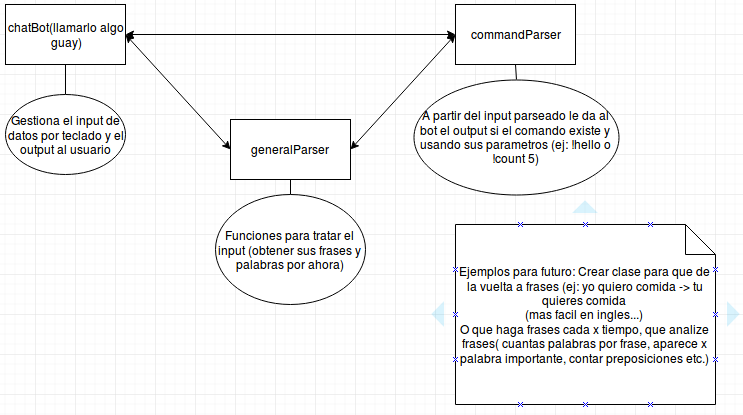 chatBot(llamarlo algo
guay)
commandParser
Gestiona el input de
datos por teclado y el
output al usuario
A partir del input parseado le da al
bot el output si el comando existe y
usando sus parametros (ej: !hello o
!count 5)
generalParser
Funciones para tratar el
input (obtener sus frases y
palabras por ahora)
Ejemplos para futuro: Crear clase para que de
la vuelta a frases (ej: yo quiero comida -> tu
quieres comida
(mas facil en ingles...)
O que haga frases cada x tiempo, que analize
frases( cuantas palabras por frase, aparece x
palabra importante, contar preposiciones etc.)